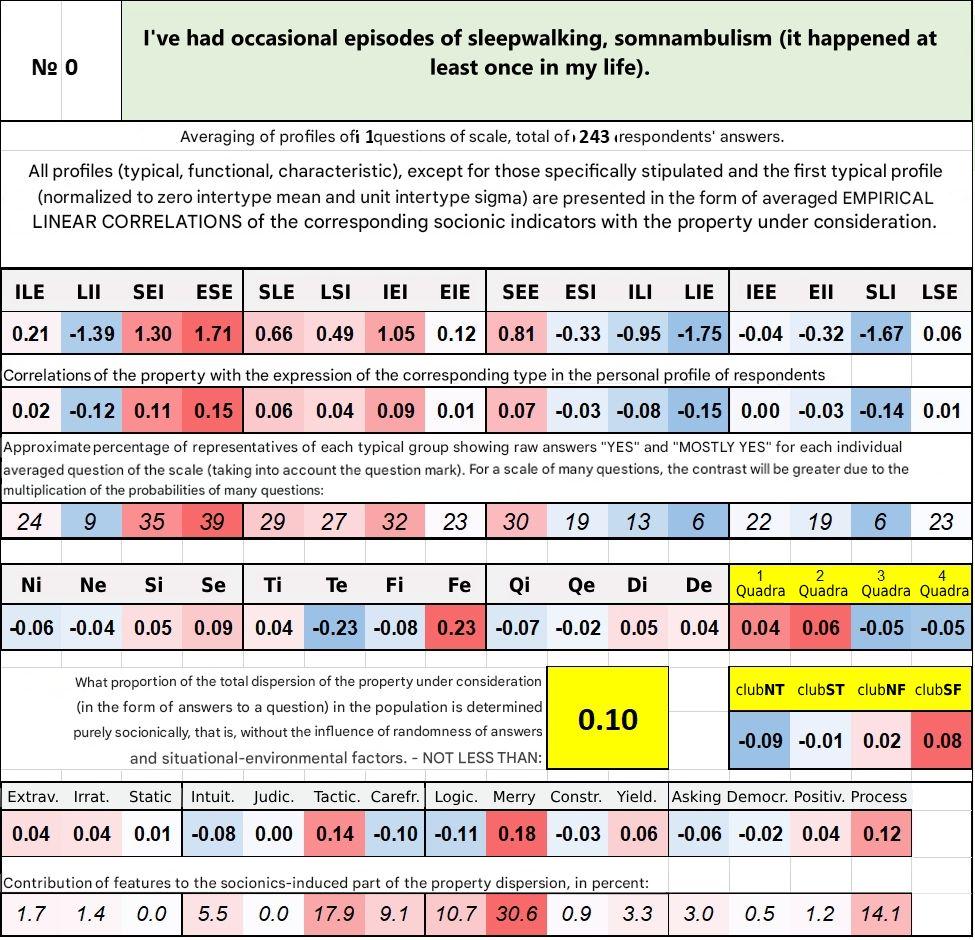 № 0
I've had occasional episodes of sleepwalking, somnambulism (it happened at
least once in my life).
Averaging of profiles ofi 1questions of scale, total of 243 respondents' answers.
All profiles (typical, functional, characteristic), except for those specifically stipulated and the first typical profile
(normalized to zero intertype mean and unit intertype sigma) are presented in the form of averaged EMPIRICAL
LINEAR CORRELATIONS of the corresponding socionic indicators with the property under consideration.
ILE LII SEI ESE SLE LSI IEI EIE SEE ESI ILI LIE IEE EII SLI LSE
0.21 -1.39 1.30 1.71 0.66 0.49 1.05 0.12 0.81 -0.33 -0.95 -1.75 -0.04 -0.32 -1.67 0.06
Correlations of the property with the expression of the corresponding type in the personal profile of respondents
0.02 -0.12 0.11 0.15 0.06 0.04 0.09 0.01 0.07 -0.03 -0.08 -0.15 0.00 -0.03 -0.14 0.01
Approximate percentage of representatives of each typical group showing raw answers "YES" and "MOSTLY YES" for each individual
averaged question of the scale (taking into account the question mark). For a scale of many questions, the contrast will be greater due to the
multiplication of the probabilities of many questions:
24 9 35 39 29 27 32 23 30 19 13 6 22 19 6 23
Ni Ne Si Se Ti Te Fi Fe Qi Qe Di De 1 Quadra 2 Quadra 3 Quadra 4 Quadra
-0.06 -0.04 0.05 0.09 0.04 -0.23 -0.08 0.23 -0.07 -0.02 0.05 0.04 0.04 0.06 -0.05 -0.05
What proportion of the total dispersion of the property under consideration
(in the form of answers to a question) in the population is determined
purely socionically, that is, without the influence of randomness of answers
and situational-environmental factors. - NOT LESS THAN:
0.10
clubNT clubST clubNF clubSF
-0.09 -0.01 0.02 0.08
Extrav. Irrat. Static Intuit. Judic. Tactic. Carefr. Logic. Merry Constr. Yield. Asking Democr. Positiv. Process
0.04 0.04 0.01 -0.08 0.00 0.14 -0.10 -0.11 0.18 -0.03 0.06 -0.06 -0.02 0.04 0.12
Contribution of features to the socionics-induced part of the property dispersion, in percent:
1.7 1.4 0.0 5.5 0.0 17.9 9.1 10.7 30.6 0.9 3.3 3.0 0.5 1.2 14.1